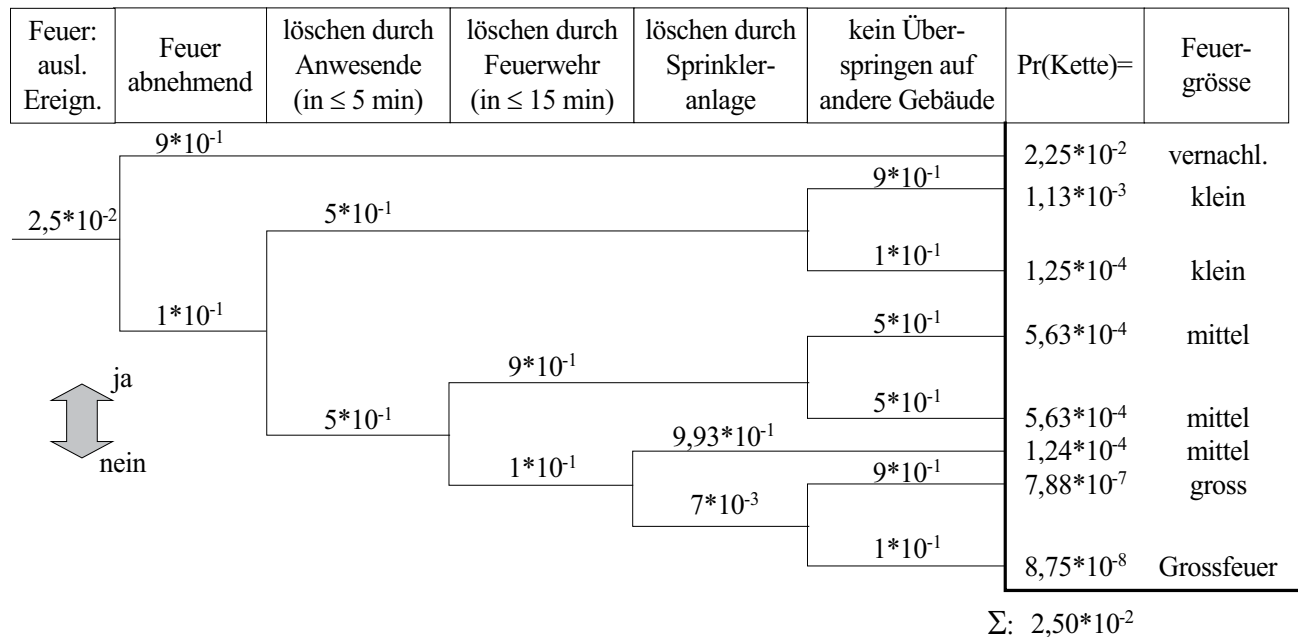 Feuer:
ausl.
Ereign.
Feuer
abnehmend
löschen durch
Anwesende
(in ≤ 5 min)
löschen durch
Feuerwehr
(in ≤ 15 min)
löschen durch
Sprinkler-
anlage
kein Über-
springen auf
andere Gebäude
Pr(Kette)=
Feuer-
grösse
9*10⁻¹
2,25*10⁻² vernachl.
9*10⁻¹
2,5*10⁻²
5*10⁻¹
1,13*10⁻³ klein
1*10⁻¹
1,25*10⁻⁴ klein
1*10⁻¹
5*10⁻¹
5,63*10⁻⁴ mittel
9*10⁻¹
ja
5*10⁻¹
5*10⁻¹
5,63*10⁻⁴ mittel
9,93*10⁻¹
1,24*10⁻⁴ mittel
nein
1*10⁻¹
9*10⁻¹
7,88*10⁻⁷ gross
7*10⁻³
1*10⁻¹
8,75*10⁻⁸ Grossfeuer
Σ: 2,50*10⁻²